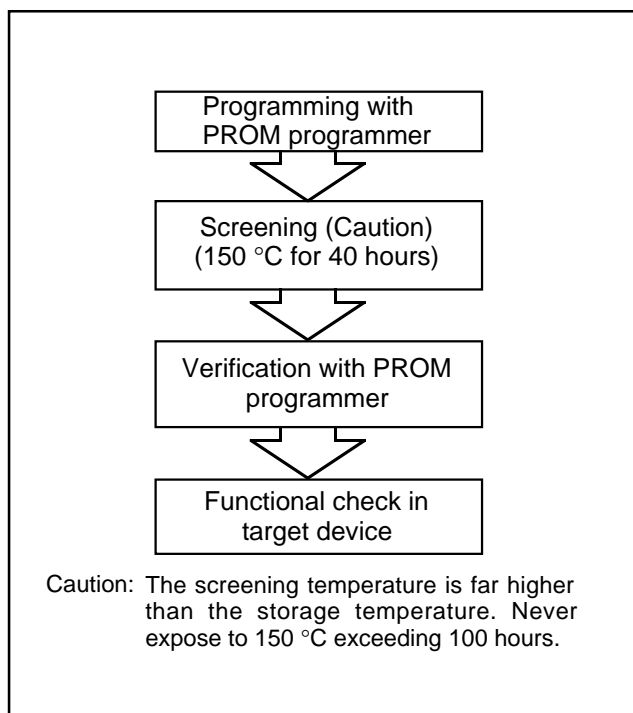 Programming with
PROM programmer
Screening (Caution)
(150 °C for 40 hours)
Verification with PROM
programmer
Functional check in
target device
Caution: The screening temperature is far higher
than the storage temperature. Never
expose to 150 °C exceeding 100 hours.